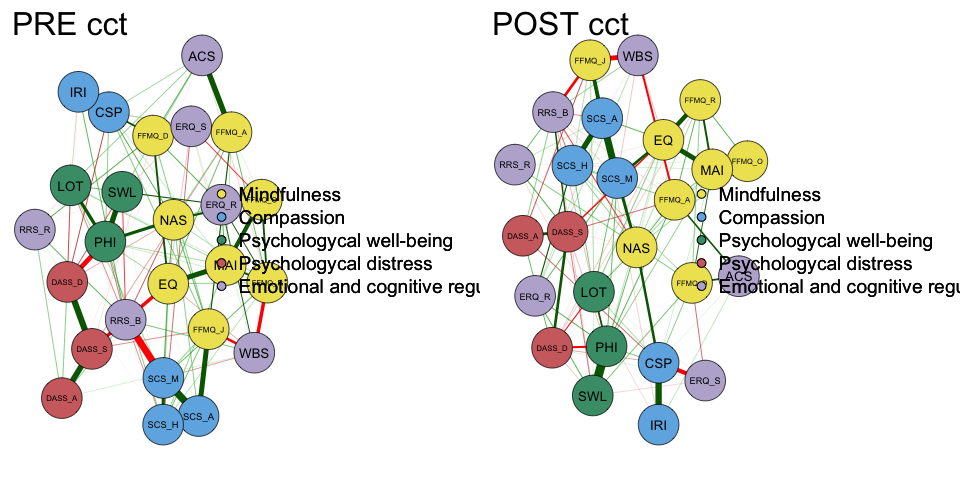 PRE cct
ACS
IRI
CSP
FFMQ_D
ERQ_S
FFMQ_A
LOT
SWL
ERQ_R
NAS
RRS_R
PHI
MAI
DASS_D
EQ
RRS_B
FFMQ_J
DASS_S
WBS
SCS_M
DASS_A
SCS_A
SCS_H
Mindfulness
Compassion
Psychologycal well-being
Psychologycal distress
Emotional and cognitive regu
POST cct
FFMQ_J
WBS
RRS_B
FFMQ_R
SCS_A
EQ
RRS_R
SCS_H
SCS_M
MAI
FFMQ_O
FFMQ_A
DASS_A
DASS_S
NAS
ERQ_R
LOT
ACS
DASS_D
PHI
CSP
ERQ_S
SWL
IRI
Mindfulness
Compassion
Psychologycal well-being
Psychologycal distress
Emotional and cognitive regu